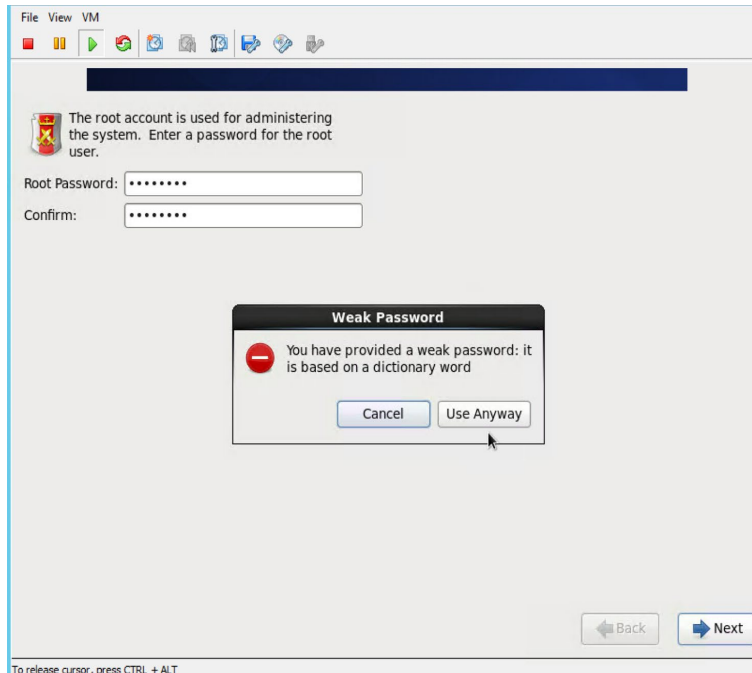 File View VM
The root account is used for administering
the system. Enter a password for the root
user.
Root Password: ••••••••
Confirm: ••••••••
Weak Password
You have provided a weak password: it
is based on a dictionary word
Cancel Use Anyway
Back Next
To release cursor, press CTRL + ALT